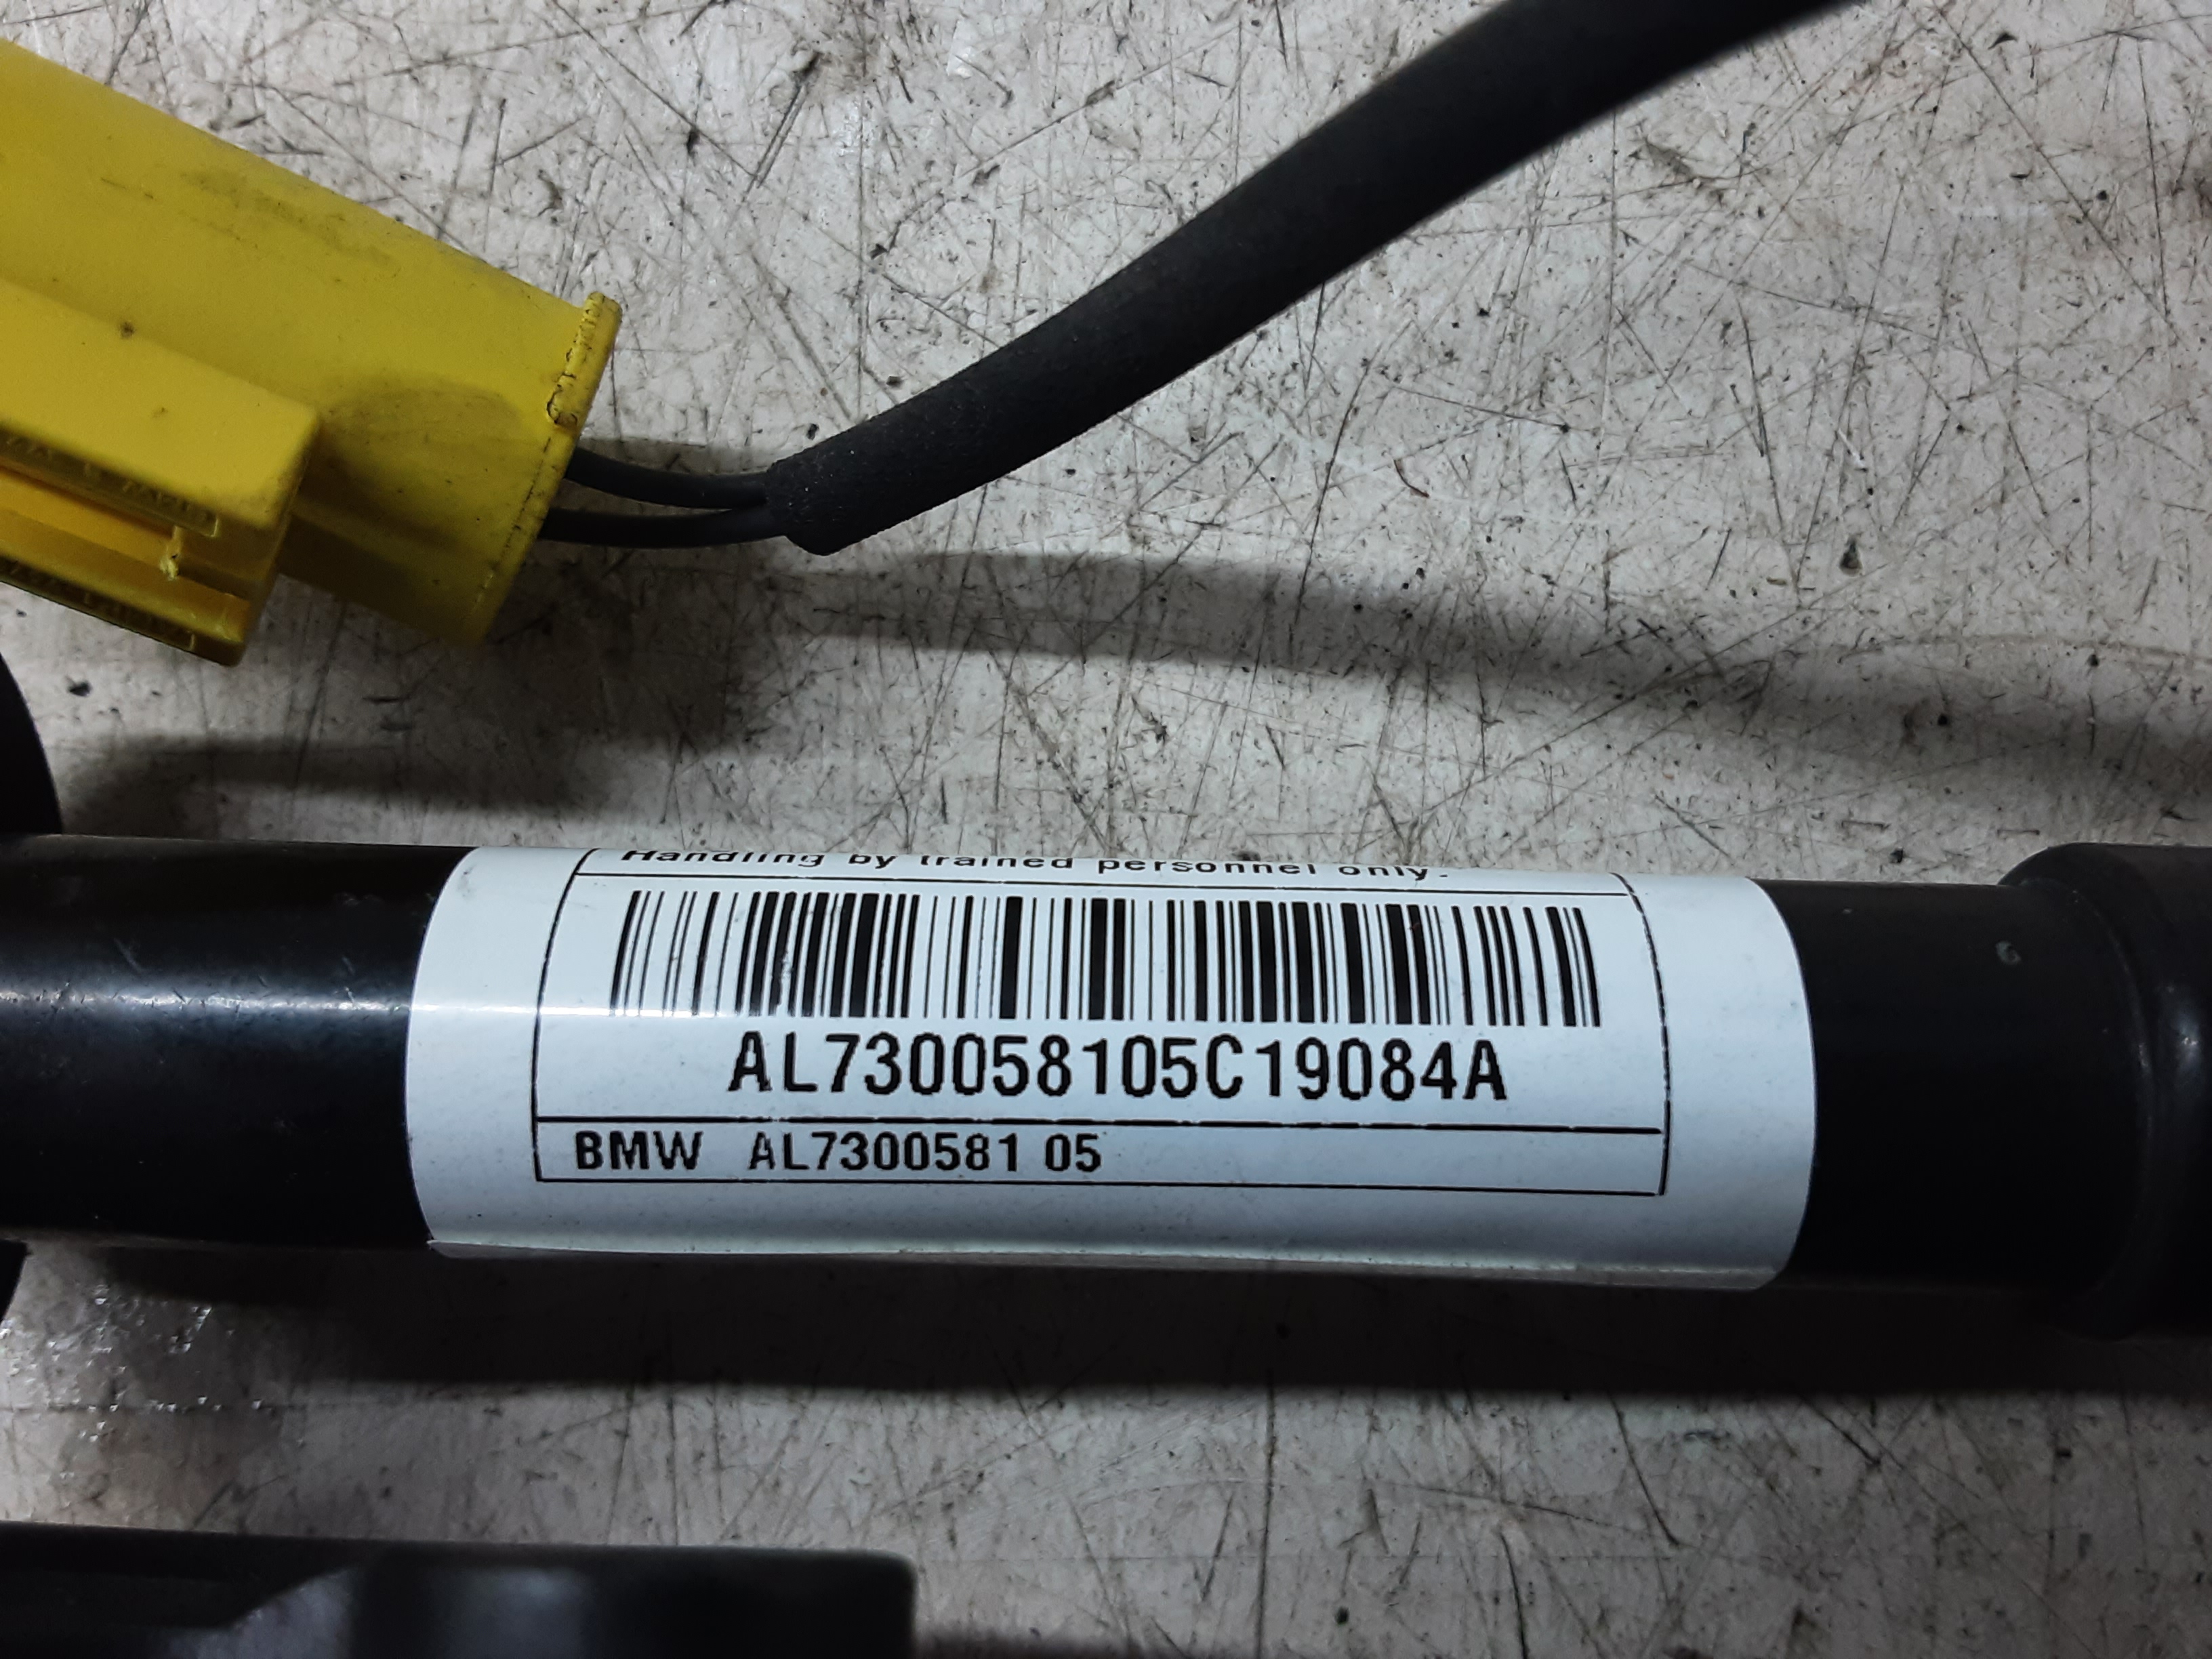 Handling by trained personnel only.
AL730058105C19084A
BMW AL7300581 05